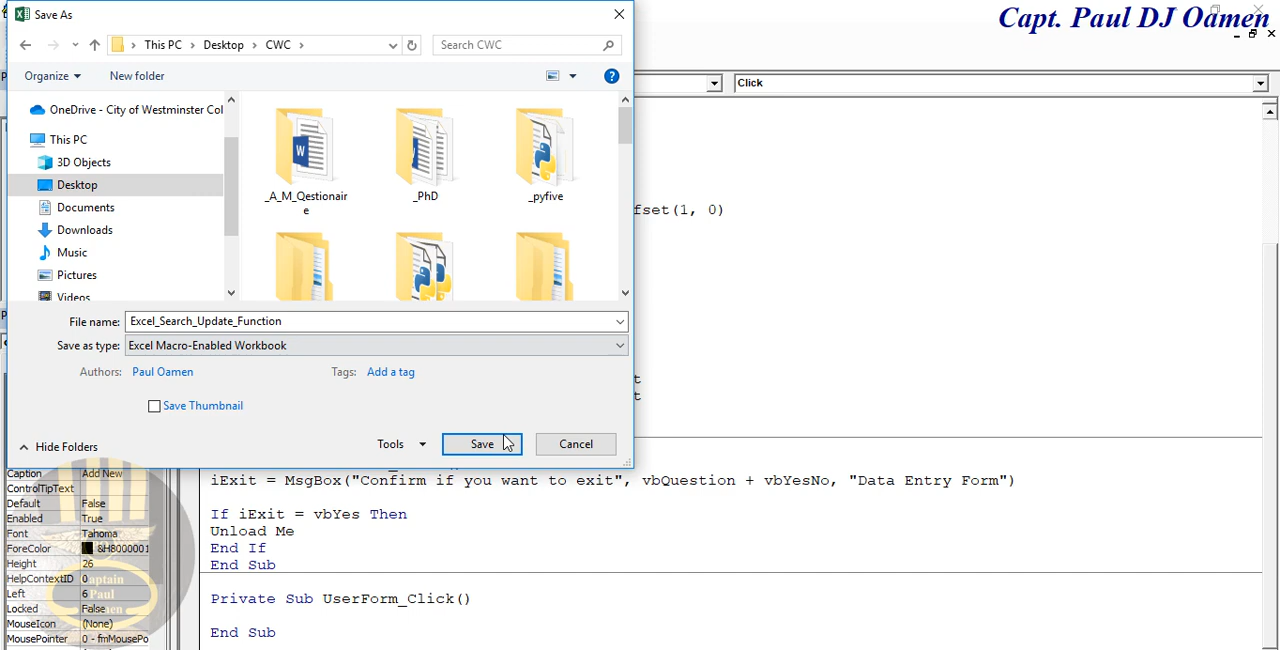 Save As
Capt. Paul DJ Oamen
This PC > Desktop > CWC >
Search CWC
Organize
New folder
Click
OneDrive - City of Westminster Col
This PC
3D Objects
Desktop
Documents
Downloads
Music
Pictures
Videos
_A_M_Qestionair
e
_PhD
_pyfive
fset(1, 0)
File name: Excel_Search_Update_Function
Save as type: Excel Macro-Enabled Workbook
Authors: Paul Oamen
Tags: Add a tag
Save Thumbnail
Hide Folders
Tools
Save
Cancel
Caption Add New
ControlTipText
Default False
Enabled True
Font Tahoma
ForeColor &H8000001
Height 26
HelpContextID 0
Left 6
Locked False
MouseIcon (None)
MousePointer 0 - fmMousePo
Captain
Paul
Oamen
iExit = MsgBox("Confirm if you want to exit", vbQuestion + vbYesNo, "Data Entry Form")
If iExit = vbYes Then
Unload Me
End If
End Sub
Private Sub UserForm_Click()
End Sub